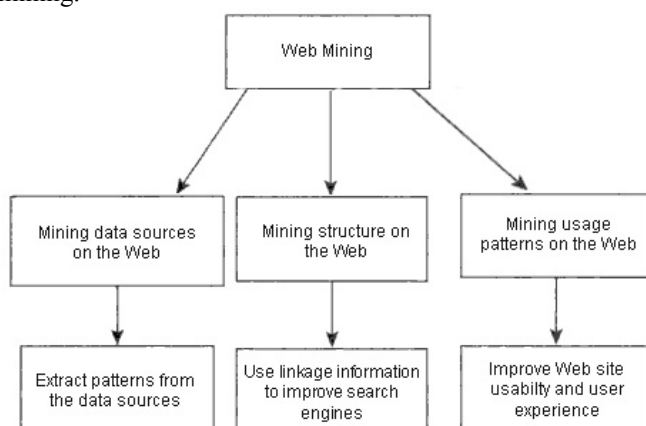 mining.
Web Mining
Mining data sources
on the Web
Mining structure on
the Web
Mining usage
patterns on the Web
Extract patterns from
the data sources
Use linkage information
to improve search
engines
Improve Web site
usabilty and user
experience